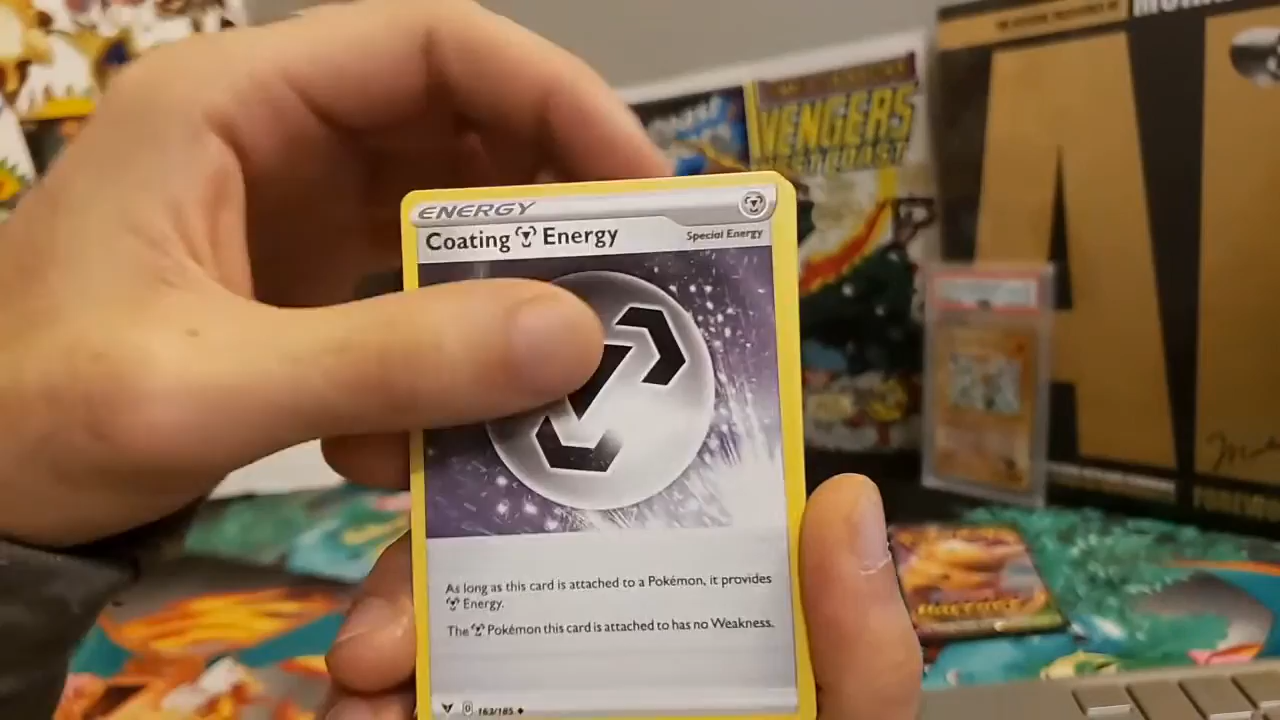 ENERGY
Coating Energy
Special Energy
As long as this card is attached to a Pokémon, it provides
Energy.
The Pokémon this card is attached to has no Weakness.
163/185
VENGERS